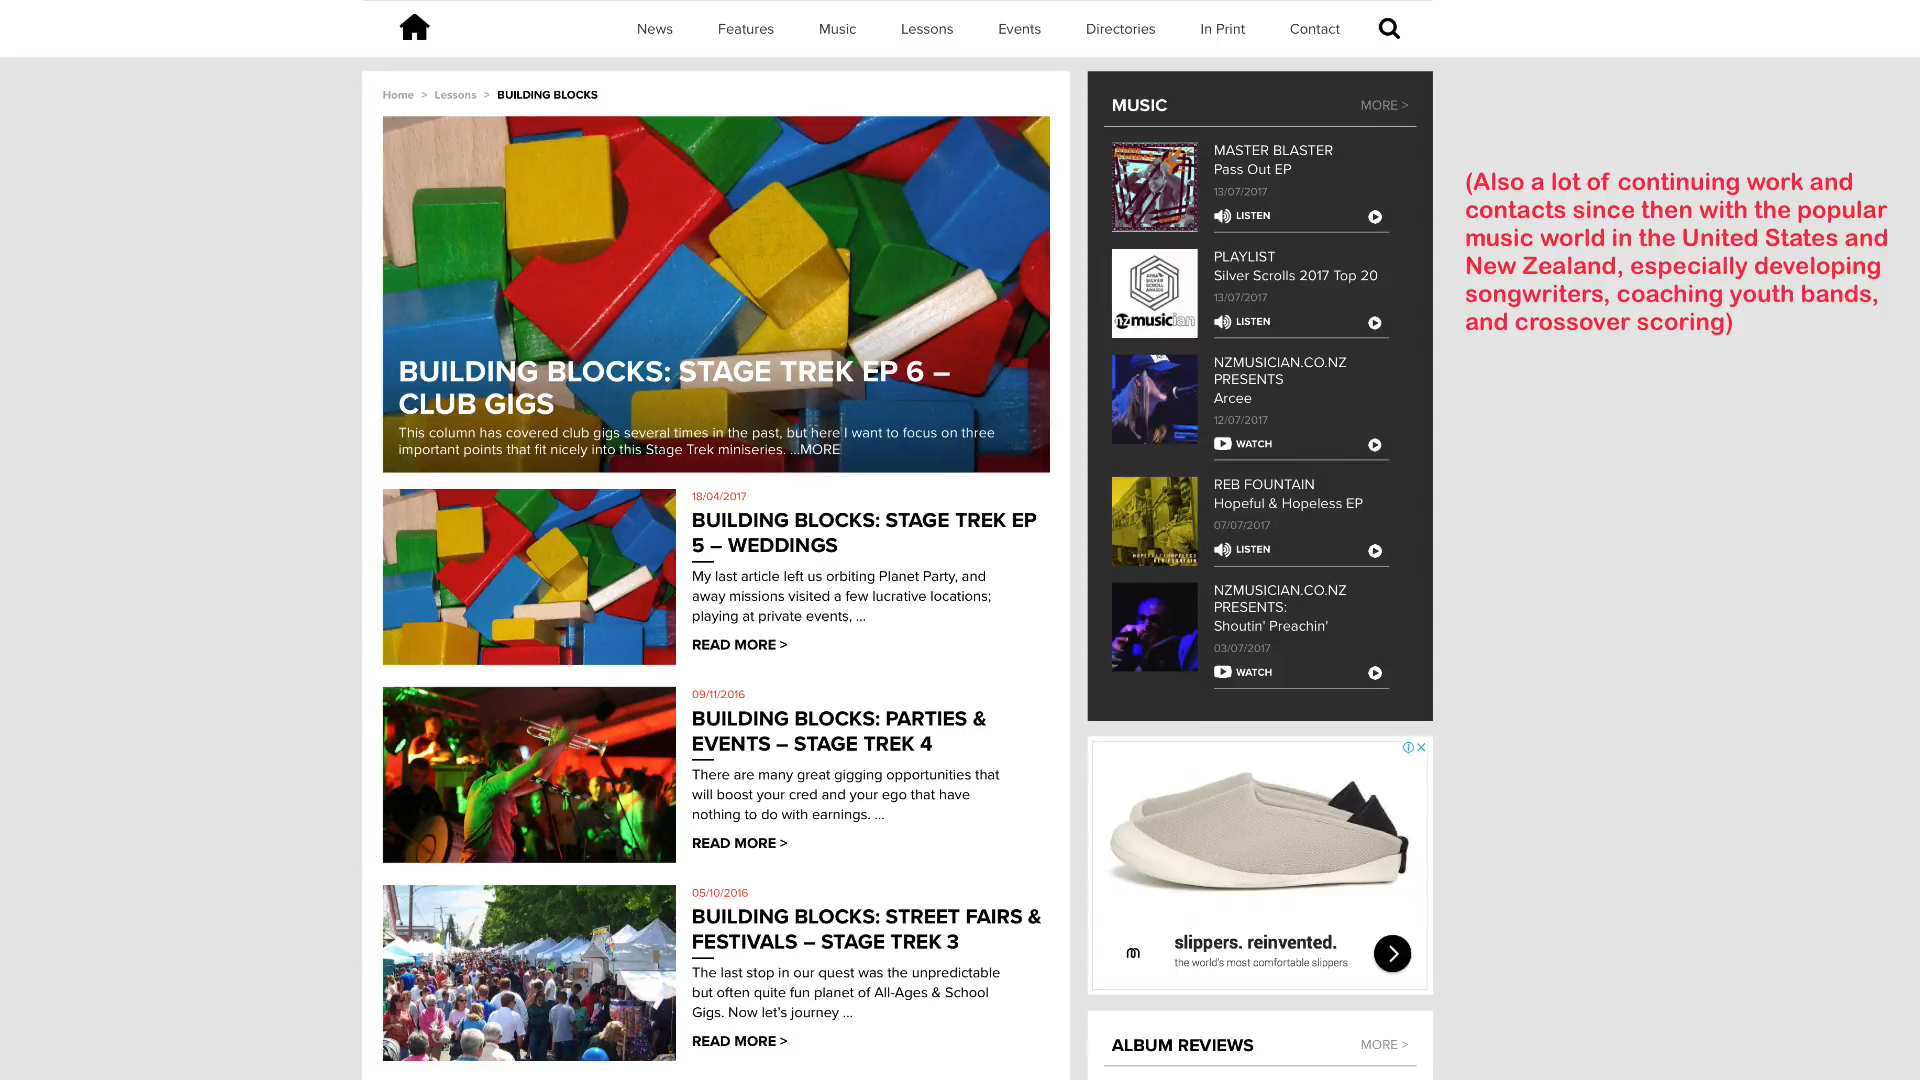 News Features Music Lessons Events Directories In Print Contact
Home > Lessons > BUILDING BLOCKS
BUILDING BLOCKS: STAGE TREK EP 6 –
CLUB GIGS
This column has covered club gigs several times in the past, but here I want to focus on three
important points that fit nicely into this Stage Trek miniseries. ...MORE
18/04/2017
BUILDING BLOCKS: STAGE TREK EP
5 – WEDDINGS
My last article left us orbiting Planet Party, and
away missions visited a few lucrative locations;
playing at private events, ...
READ MORE >
09/11/2016
BUILDING BLOCKS: PARTIES &
EVENTS – STAGE TREK 4
There are many great gigging opportunities that
will boost your cred and your ego that have
nothing to do with earnings. ...
READ MORE >
05/10/2016
BUILDING BLOCKS: STREET FAIRS &
FESTIVALS – STAGE TREK 3
The last stop in our quest was the unpredictable
but often quite fun planet of All-Ages & School
Gigs. Now let's journey ...
READ MORE >
MUSIC MORE >
MASTER BLASTER
Pass Out EP
13/07/2017
LISTEN
PLAYLIST
Silver Scrolls 2017 Top 20
13/07/2017
LISTEN
nzmusician
NZMUSICIAN.CO.NZ
PRESENTS
Arcee
12/07/2017
WATCH
REB FOUNTAIN
Hopeful & Hopeless EP
07/07/2017
LISTEN
HOPEFUL & HOPELESS
REB FOUNTAIN
NZMUSICIAN.CO.NZ
PRESENTS:
Shoutin' Preachin'
03/07/2017
WATCH
slippers. reinvented.
the world's most comfortable slippers
ALBUM REVIEWS MORE >
(Also a lot of continuing work and
contacts since then with the popular
music world in the United States and
New Zealand, especially developing
songwriters, coaching youth bands,
and crossover scoring)